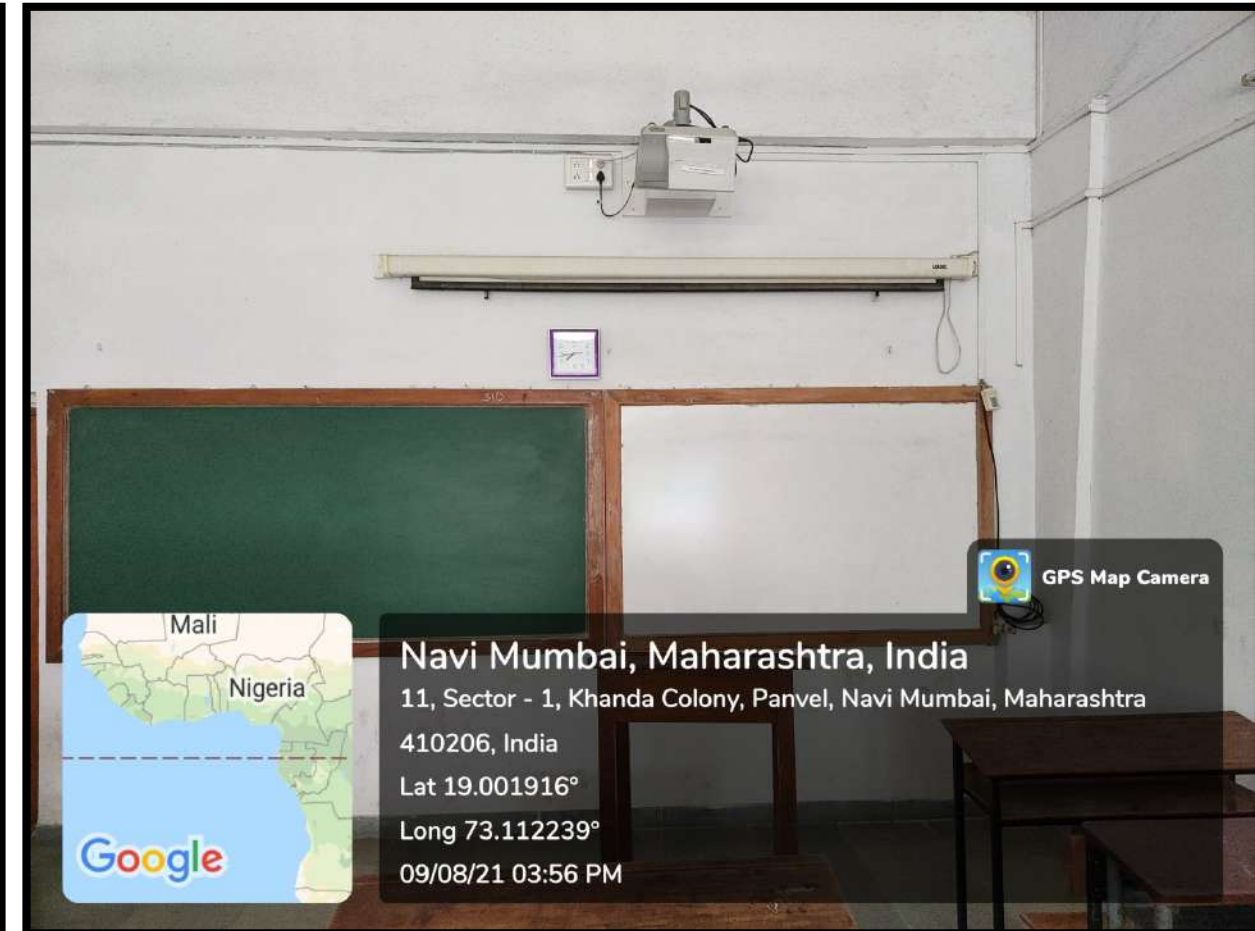 310
GPS Map Camera
Mali
Nigeria
Google
Navi Mumbai, Maharashtra, India
11, Sector - 1, Khanda Colony, Panvel, Navi Mumbai, Maharashtra
410206, India
Lat 19.001916°
Long 73.112239°
09/08/21 03:56 PM